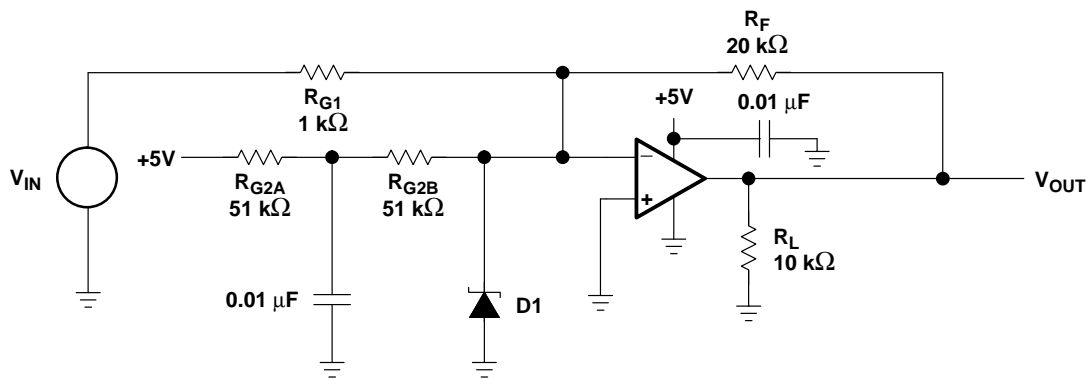 R_F
20 kΩ
+5V
0.01 μF
R_G1
1 kΩ
+5V
R_G2A
51 kΩ
R_G2B
51 kΩ
V_IN
−
+
V_OUT
R_L
10 kΩ
0.01 μF
D1